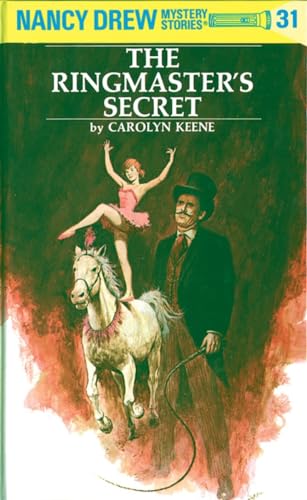 NANCY DREW MYSTERY STORIES® 31
THE
RINGMASTER'S
SECRET
by CAROLYN KEENE